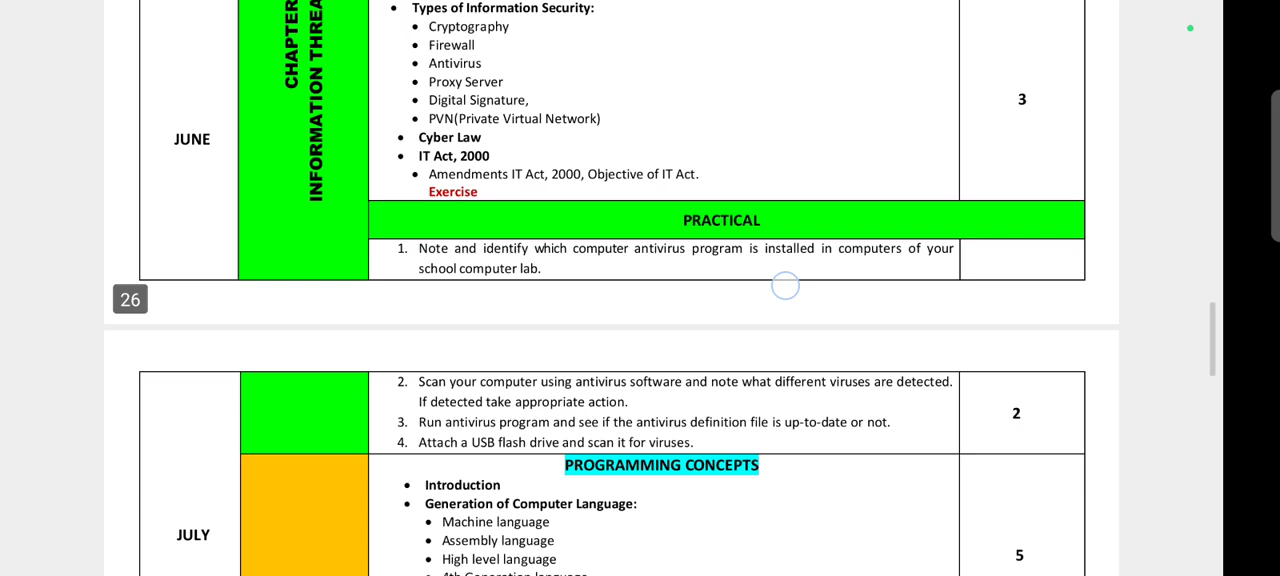 CHAPTER
INFORMATION THREA
JUNE
Types of Information Security:
Cryptography
Firewall
Antivirus
Proxy Server
Digital Signature,
PVN(Private Virtual Network)
Cyber Law
IT Act, 2000
Amendments IT Act, 2000, Objective of IT Act.
Exercise
3
PRACTICAL
1. Note and identify which computer antivirus program is installed in computers of your
school computer lab.
26
2. Scan your computer using antivirus software and note what different viruses are detected.
If detected take appropriate action.
3. Run antivirus program and see if the antivirus definition file is up-to-date or not.
4. Attach a USB flash drive and scan it for viruses.
2
JULY
PROGRAMMING CONCEPTS
Introduction
Generation of Computer Language:
Machine language
Assembly language
High level language
4th Generation language
5